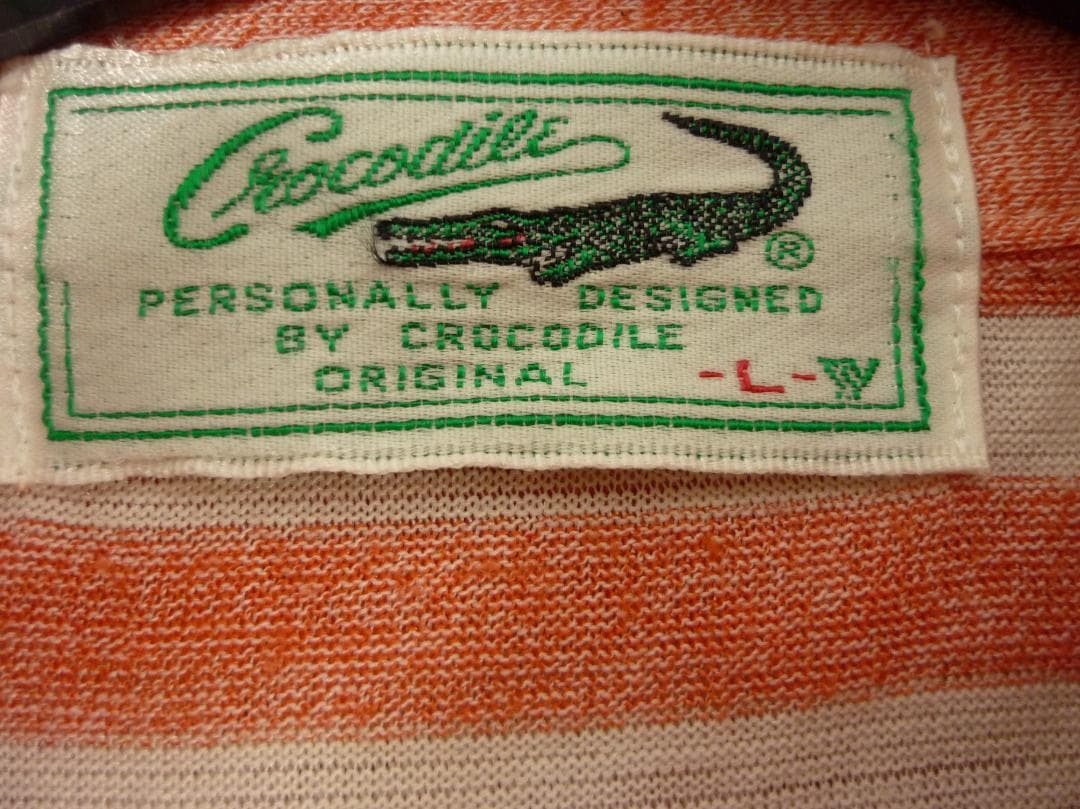 Crocodile
®
PERSONALLY DESIGNED
BY CROCODILE
ORIGINAL -L-W